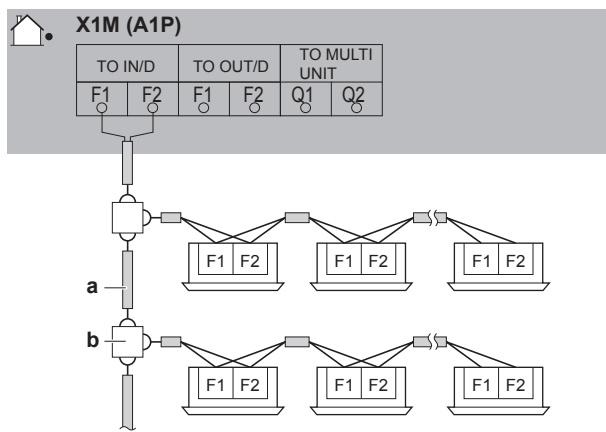 X1M (A1P)
TO IN/D TO OUT/D TO MULTI UNIT
F1 F2 F1 F2 Q1 Q2
F1 F2 F1 F2 F1 F2
a
b
F1 F2 F1 F2 F1 F2